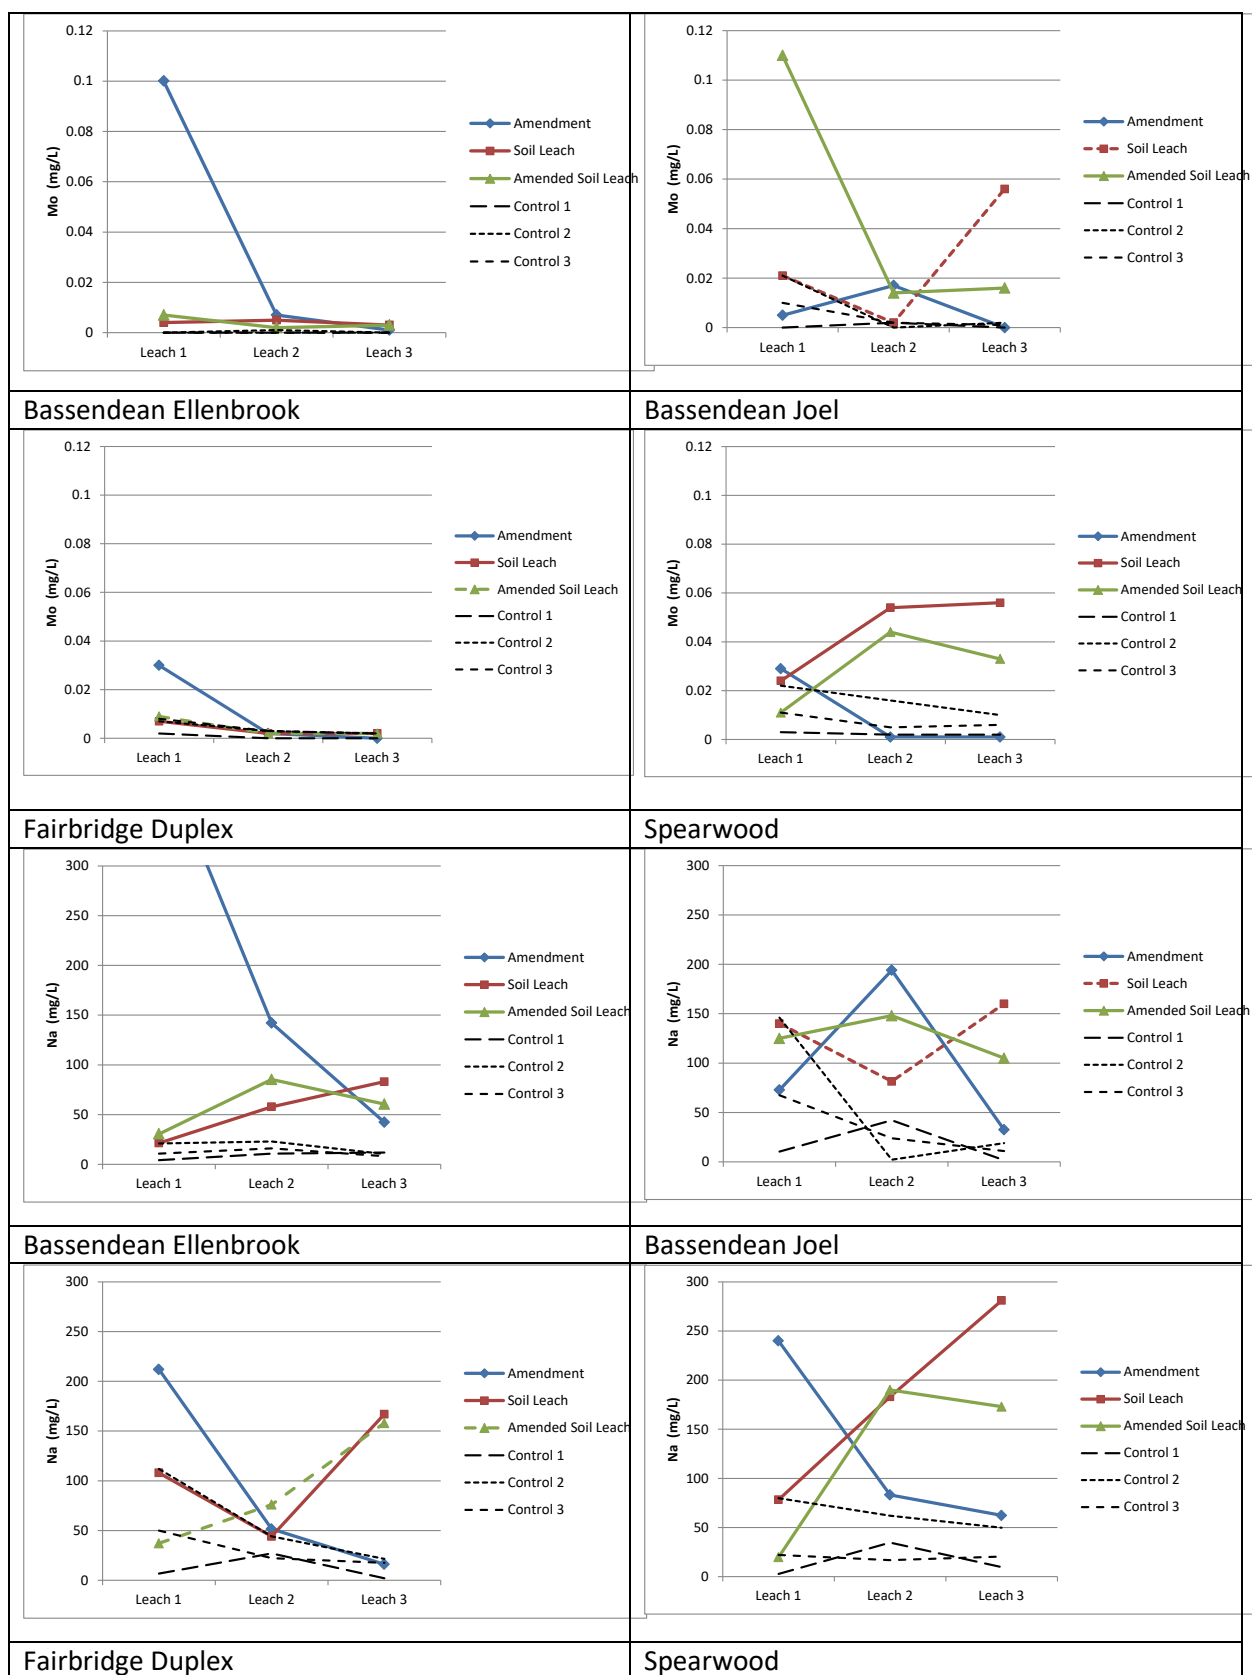 0.12
0.1
0.08
0.06
0.04
0.02
0
Mo (mg/L)
Leach 1 Leach 2 Leach 3
Amendment
Soil Leach
Amended Soil Leach
Control 1
Control 2
Control 3
0.12
0.1
0.08
0.06
0.04
0.02
0
Mo (mg/L)
Leach 1 Leach 2 Leach 3
Amendment
Soil Leach
Amended Soil Leach
Control 1
Control 2
Control 3
Bassendean Ellenbrook
Bassendean Joel
0.12
0.1
0.08
0.06
0.04
0.02
0
Mo (mg/L)
Leach 1 Leach 2 Leach 3
Amendment
Soil Leach
Amended Soil Leach
Control 1
Control 2
Control 3
0.12
0.1
0.08
0.06
0.04
0.02
0
Mo (mg/L)
Leach 1 Leach 2 Leach 3
Amendment
Soil Leach
Amended Soil Leach
Control 1
Control 2
Control 3
Fairbridge Duplex
Spearwood
300
250
200
150
100
50
0
Na (mg/L)
Leach 1 Leach 2 Leach 3
Amendment
Soil Leach
Amended Soil Leach
Control 1
Control 2
Control 3
300
250
200
150
100
50
0
Na (mg/L)
Leach 1 Leach 2 Leach 3
Amendment
Soil Leach
Amended Soil Leach
Control 1
Control 2
Control 3
Bassendean Ellenbrook
Bassendean Joel
300
250
200
150
100
50
0
Na (mg/L)
Leach 1 Leach 2 Leach 3
Amendment
Soil Leach
Amended Soil Leach
Control 1
Control 2
Control 3
300
250
200
150
100
50
0
Na (mg/L)
Leach 1 Leach 2 Leach 3
Amendment
Soil Leach
Amended Soil Leach
Control 1
Control 2
Control 3
Fairbridge Duplex
Spearwood